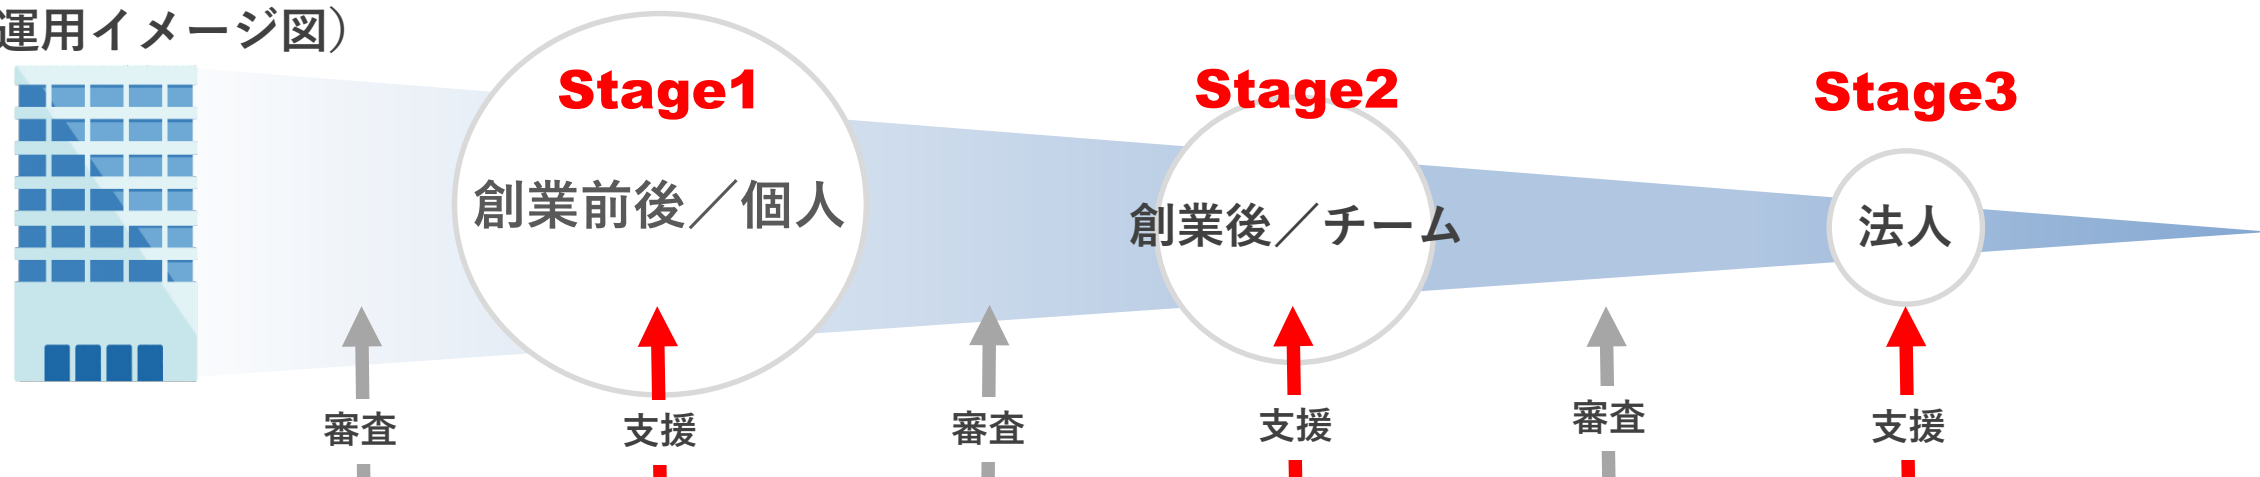 運用イメージ図）
Stage1
Stage2
Stage3
創業前後／個人
創業後／チーム
法人
審査
支援
審査
支援
審査
支援